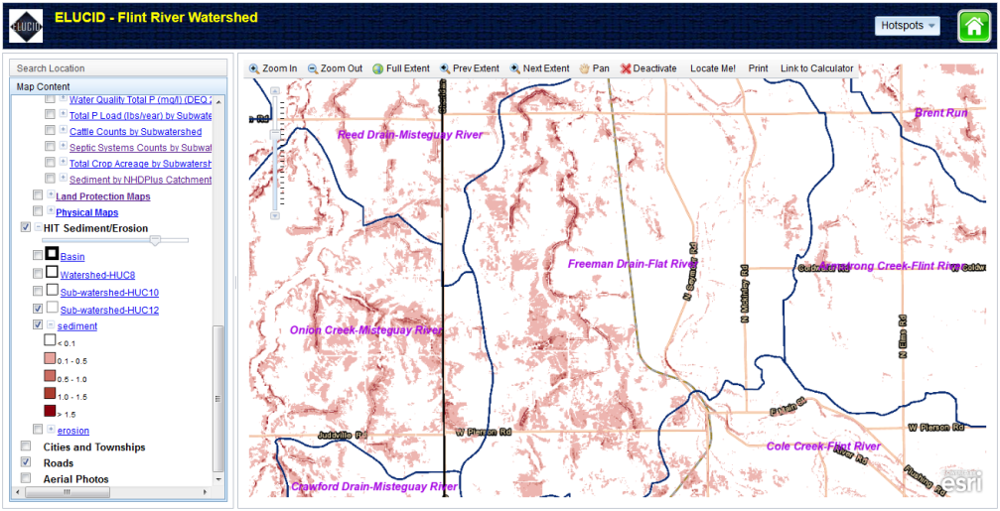 ELUCID
ELUCID - Flint River Watershed
Hotspots
Search Location
Map Content
Water Quality Total P (mg/l) (DEQ
Total P Load (lbs/year) by Subwate
Cattle Counts by Subwatershed
Septic Systems Counts by Subwat
Total Crop Acreage by Subwatersh
Sediment by NHDPlus Catchment
Land Protection Maps
Physical Maps
HIT Sediment/Erosion
Basin
Watershed-HUC8
Sub-watershed-HUC10
Sub-watershed-HUC12
sediment
< 0.1
0.1 - 0.5
0.5 - 1.0
1.0 - 1.5
> 1.5
erosion
Cities and Townships
Roads
Aerial Photos
Zoom In Zoom Out Full Extent Prev Extent Next Extent Pan Deactivate Locate Me! Print Link to Calculator
Rd
Reed Drain-Misteguay River
Brent Run
Freeman Drain-Flat River
N Seymour Rd
N McKinley Rd
Coldwater Rd
Armstrong Creek-Flint River
W Coldw
Onion Creek-Misteguay River
N Elms Rd
Juddville Rd
W Pierson Rd
E Main St
W Pierson Rd
Cole Creek-Flint River
River Rd
Flushing Rd
Crawford Drain-Misteguay River
esri